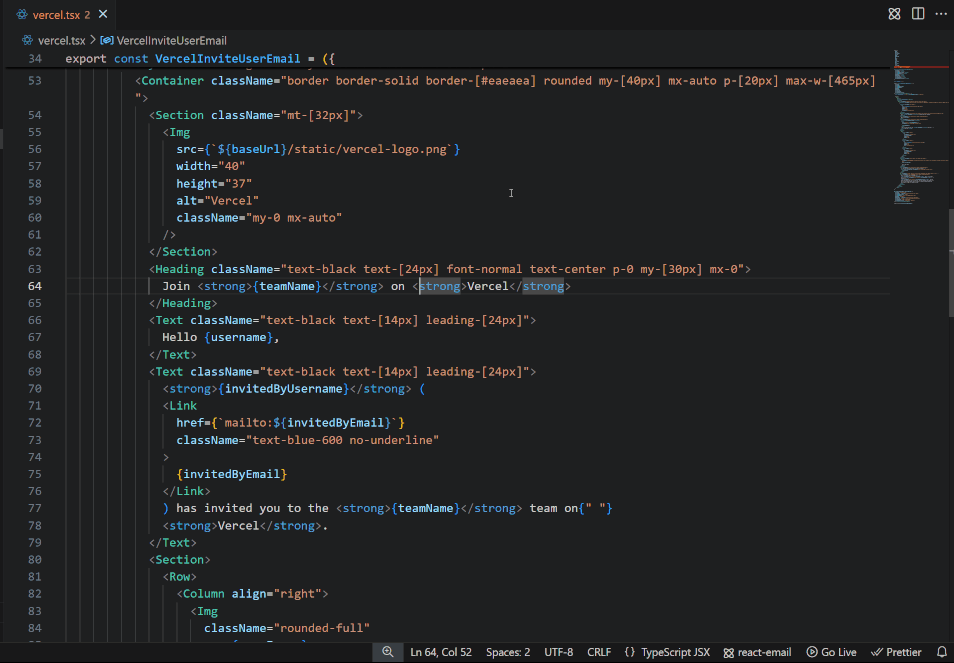 vercel.tsx 2
vercel.tsx > VercelInviteUserEmail
34 export const VercelInviteUserEmail = ({
53 <Container className="border border-solid border-[#eaeaea] rounded my-[40px] mx-auto p-[20px] max-w-[465px]
">
54 <Section className="mt-[32px]">
55 <Img
56 src={`${baseUrl}/static/vercel-logo.png`}
57 width="40"
58 height="37"
59 alt="Vercel"
60 className="my-0 mx-auto"
61 />
62 </Section>
63 <Heading className="text-black text-[24px] font-normal text-center p-0 my-[30px] mx-0">
64 Join <strong>{teamName}</strong> on <strong>Vercel</strong>
65 </Heading>
66 <Text className="text-black text-[14px] leading-[24px]">
67 Hello {username},
68 </Text>
69 <Text className="text-black text-[14px] leading-[24px]">
70 <strong>{invitedByUsername}</strong> (
71 <Link
72 href={`mailto:${invitedByEmail}`}
73 className="text-blue-600 no-underline"
74 >
75 {invitedByEmail}
76 </Link>
77 ) has invited you to the <strong>{teamName}</strong> team on{" "}
78 <strong>Vercel</strong>.
79 </Text>
80 <Section>
81 <Row>
82 <Column align="right">
83 <Img
84 className="rounded-full"
Ln 64, Col 52 Spaces: 2 UTF-8 CRLF {} TypeScript JSX react-email Go Live Prettier